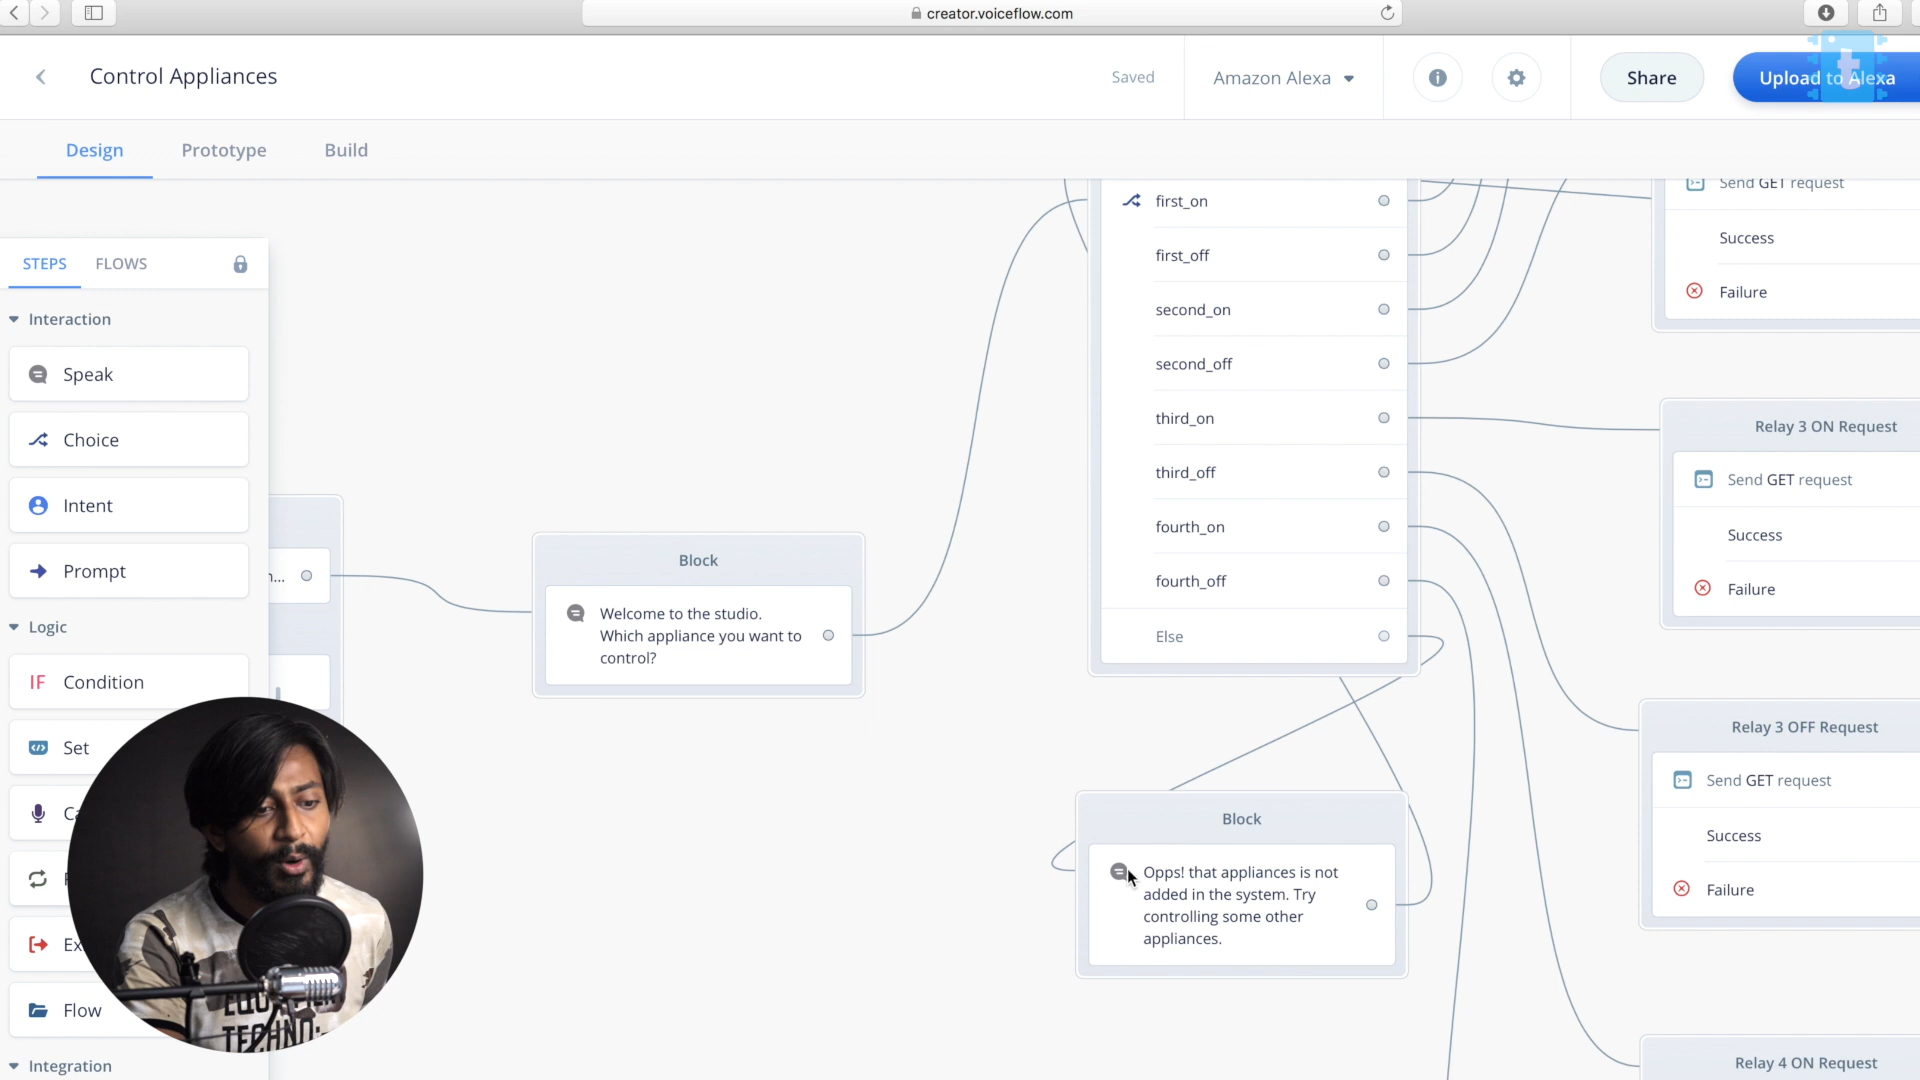 creator.voiceflow.com
Control Appliances
Saved
Amazon Alexa
Share
Upload to Alexa
Design
Prototype
Build
STEPS
FLOWS
Interaction
Speak
Choice
Intent
Prompt
Logic
IF Condition
Set
Flow
Integration
Block
Welcome to the studio.
Which appliance you want to
control?
first_on
first_off
second_on
second_off
third_on
third_off
fourth_on
fourth_off
Else
Block
Opps! that appliances is not
added in the system. Try
controlling some other
appliances.
Send GET request
Success
Failure
Relay 3 ON Request
Send GET request
Success
Failure
Relay 3 OFF Request
Send GET request
Success
Failure
Relay 4 ON Request